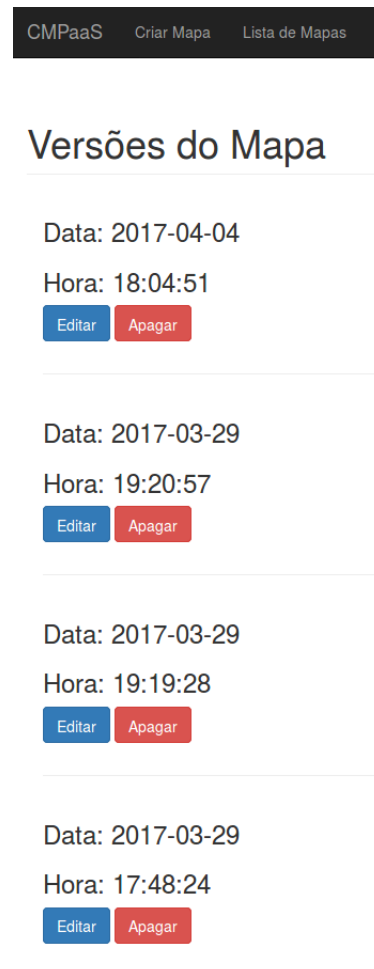 CMPaaS Criar Mapa Lista de Mapas
Versões do Mapa
Data: 2017-04-04
Hora: 18:04:51
Editar Apagar
Data: 2017-03-29
Hora: 19:20:57
Editar Apagar
Data: 2017-03-29
Hora: 19:19:28
Editar Apagar
Data: 2017-03-29
Hora: 17:48:24
Editar Apagar